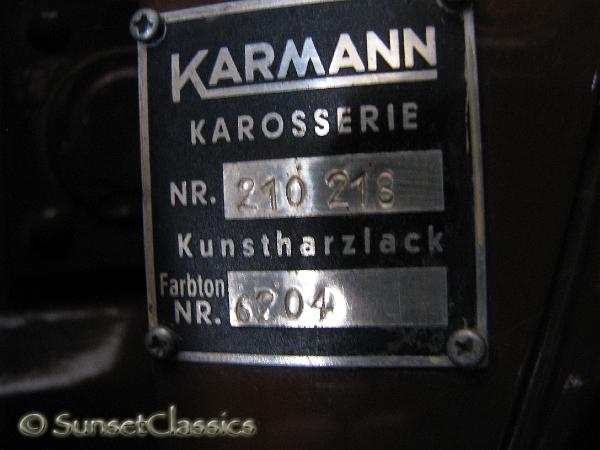 KARMANN
KAROSSERIE
NR. 210 218
Kunstharzlack
Farbton
NR. 6204
© SunsetClassics